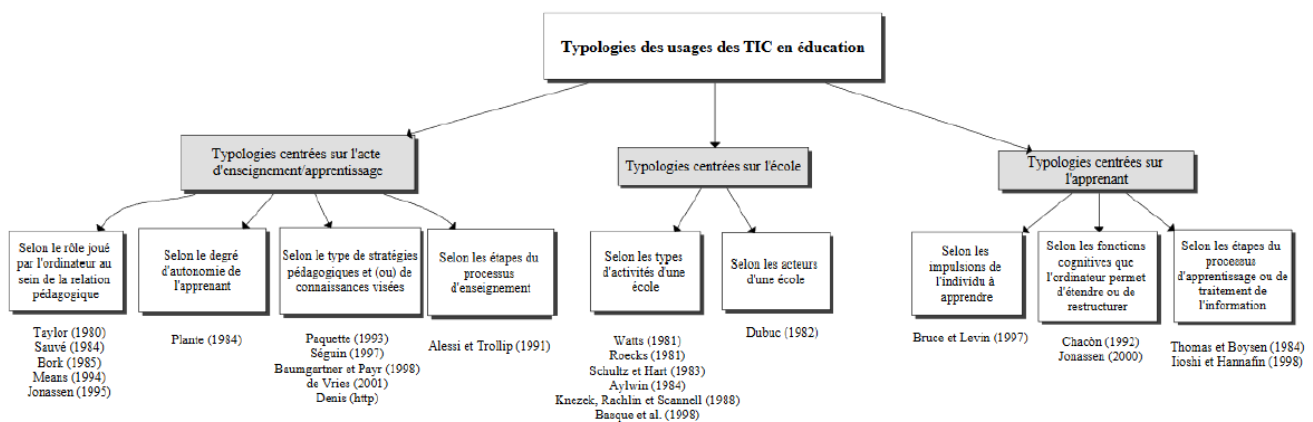 Typologies des usages des TIC en éducation
Typologies centrées sur l'acte
d'enseignement/apprentissage
Typologies centrées sur l'école
Typologies centrées sur
l'apprenant
Selon le rôle joué
par l'ordinateur au
sein de la relation
pédagogique
Selon le degré
d'autonomie de
l'apprenant
Selon le type de stratégies
pédagogiques et (ou) de
connaissances visées
Selon les étapes du
processus
d'enseignement
Selon les types
d'activités d'une
école
Selon les acteurs
d'une école
Selon les
impulsions de
l'individu à
apprendre
Selon les fonctions
cognitives que
l'ordinateur permet
d'étendre ou de
restructurer
Selon les étapes du
processus
d'apprentissage ou de
traitement de
l'information
Taylor (1980)
Sauvé (1984)
Bork (1985)
Means (1994)
Jonassen (1995)
Plante (1984)
Paquette (1993)
Séguin (1997)
Baumgartner et Payr (1998)
de Vries (2001)
Denis (http)
Alessi et Trollip (1991)
Watts (1981)
Roecks (1981)
Schultz et Hart (1983)
Aylwin (1984)
Knezek, Rachlin et Scannell (1988)
Basque et al. (1998)
Dubuc (1982)
Bruce et Levin (1997)
Chacòn (1992)
Jonassen (2000)
Thomas et Boysen (1984)
Iioshi et Hannafin (1998)